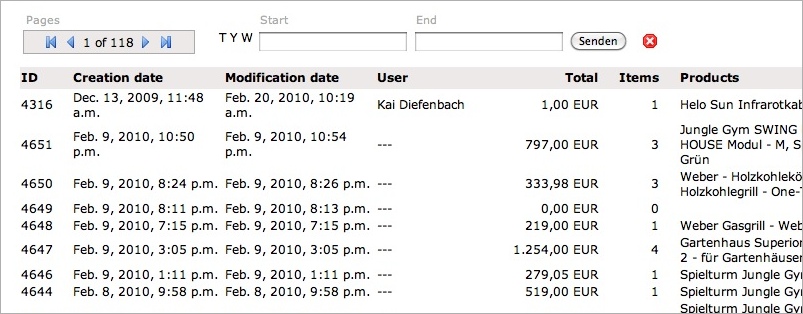 Pages Start End
1 of 118 T Y W Senden
ID Creation date Modification date User Total Items Products
4316 Dec. 13, 2009, 11:48 a.m. Feb. 20, 2010, 10:19 a.m. Kai Diefenbach 1,00 EUR 1 Helo Sun Infrarotkab
4651 Feb. 9, 2010, 10:50 p.m. Feb. 9, 2010, 10:54 p.m. --- 797,00 EUR 3 Jungle Gym SWING
HOUSE Modul - M, S
Grün
4650 Feb. 9, 2010, 8:24 p.m. Feb. 9, 2010, 8:26 p.m. --- 333,98 EUR 3 Weber - Holzkohlekö
Holzkohlegrill - One-T
4649 Feb. 9, 2010, 8:11 p.m. Feb. 9, 2010, 8:13 p.m. --- 0,00 EUR 0
4648 Feb. 9, 2010, 7:15 p.m. Feb. 9, 2010, 7:15 p.m. --- 219,00 EUR 1 Weber Gasgrill - Web
4647 Feb. 9, 2010, 3:05 p.m. Feb. 9, 2010, 3:05 p.m. --- 1.254,00 EUR 4 Gartenhaus Superior
2 - für Gartenhäuser
4646 Feb. 9, 2010, 1:11 p.m. Feb. 9, 2010, 1:11 p.m. --- 279,05 EUR 1 Spielturm Jungle Gy
4644 Feb. 8, 2010, 9:58 p.m. Feb. 8, 2010, 9:58 p.m. --- 519,00 EUR 1 Spielturm Jungle Gy
Spielturm Jungle Gy